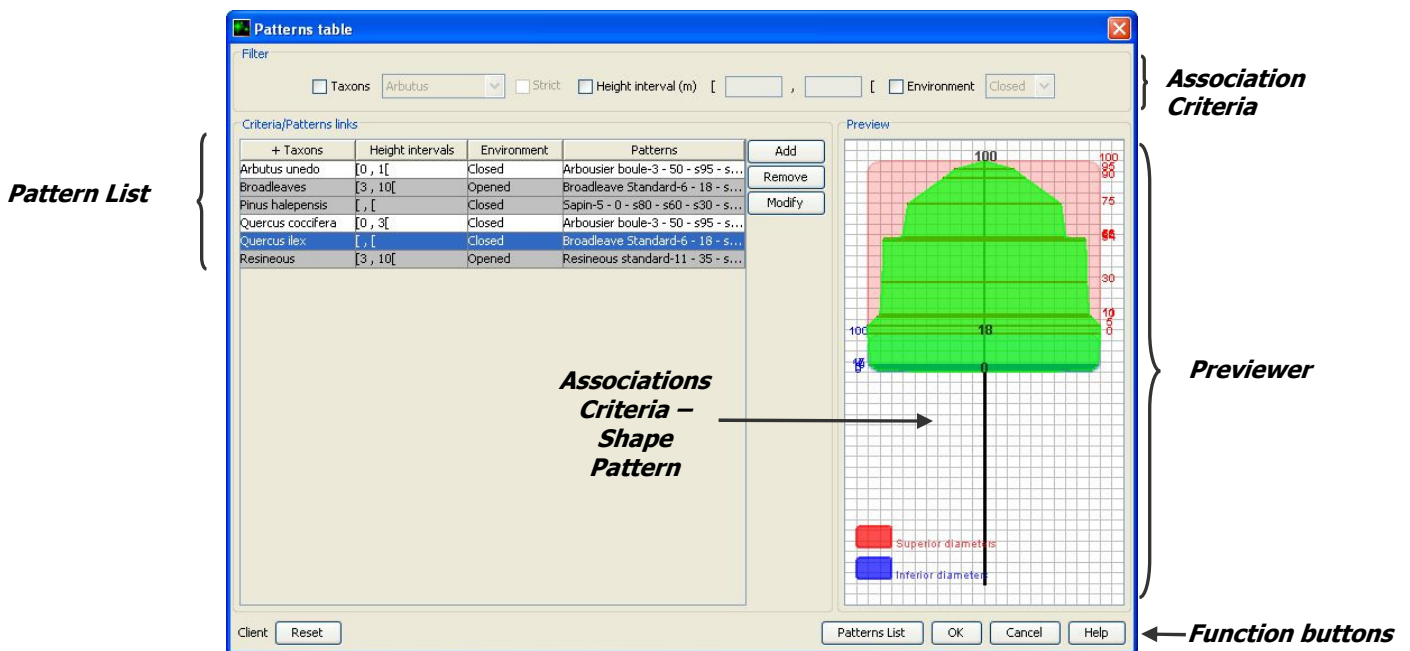 Patterns table
Filter
Taxons Arbutus Strict Height interval (m) [ , [ Environment Closed
Association
Criteria
Criteria/Patterns links
Preview
+ Taxons Height intervals Environment Patterns
Arbutus unedo [0 , 1[ Closed Arbousier boule-3 - 50 - s95 - s...
Broadleaves [3 , 10[ Opened Broadleave Standard-6 - 18 - s...
Pinus halepensis [ , [ Closed Sapin-5 - 0 - s80 - s60 - s30 - s...
Quercus coccifera [0 , 3[ Closed Arbousier boule-3 - 50 - s95 - s...
Quercus ilex [ , [ Closed Broadleave Standard-6 - 18 - s...
Resineous [3 , 10[ Opened Resineous standard-11 - 35 - s...
Add
Remove
Modify
Pattern List
100
100
95
90
75
30
10
5
0
100
18
0
Associations
Criteria –
Shape
Pattern
Previewer
Superior diameters
Inferior diameters
Client Reset
Patterns List OK Cancel Help
Function buttons